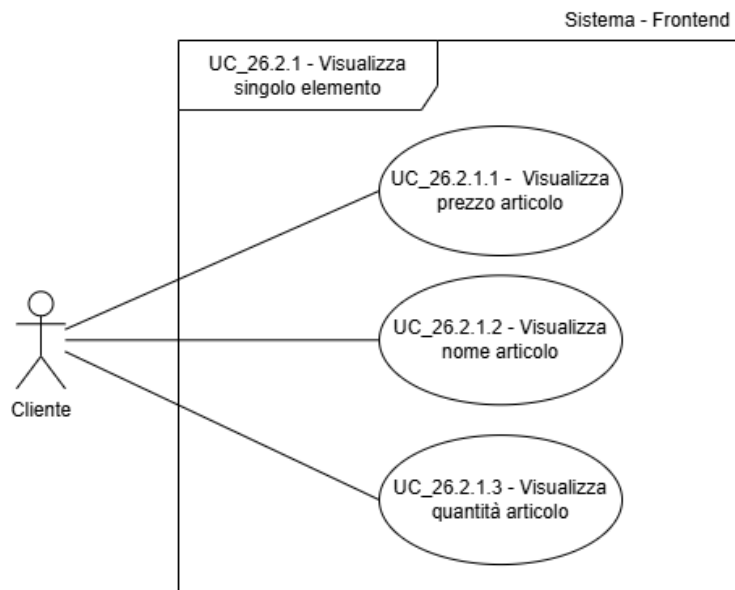 Sistema - Frontend
UC_26.2.1 - Visualizza
singolo elemento
UC_26.2.1.1 - Visualizza
prezzo articolo
UC_26.2.1.2 - Visualizza
nome articolo
Cliente
UC_26.2.1.3 - Visualizza
quantità articolo